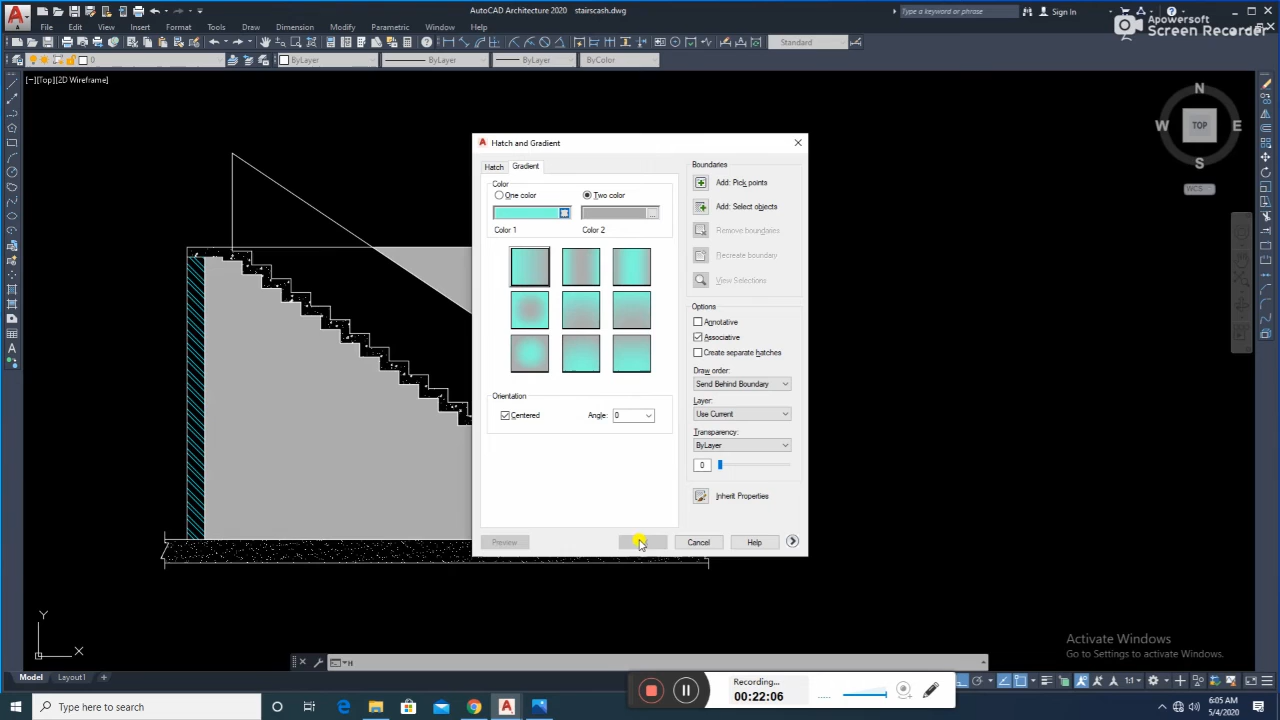 AutoCAD Architecture 2020 stairscash.dwg
Type a keyword or phrase
Sign In
File Edit View Insert Format Tools Draw Dimension Modify Parametric Window Help
Apowersoft
Screen Recorder
Standard
0
ByLayer
ByLayer
ByLayer
ByColor
[−][Top][2D Wireframe]
N
W TOP E
S
WCS
Hatch and Gradient
Hatch Gradient
Color
One color
Two color
Color 1
Color 2
Orientation
Centered
Angle: 0
Boundaries
Add: Pick points
Add: Select objects
Remove boundaries
Recreate boundary
View Selections
Options
Annotative
Associative
Create separate hatches
Draw order:
Send Behind Boundary
Layer:
Use Current
Transparency:
ByLayer
0
Inherit Properties
Preview
Cancel
Help
Y
X
H
Activate Windows
Go to Settings to activate Windows.
Model Layout1 +
1:1
Recording...
00:22:06
Type here to search
6:05 AM
5/4/2020